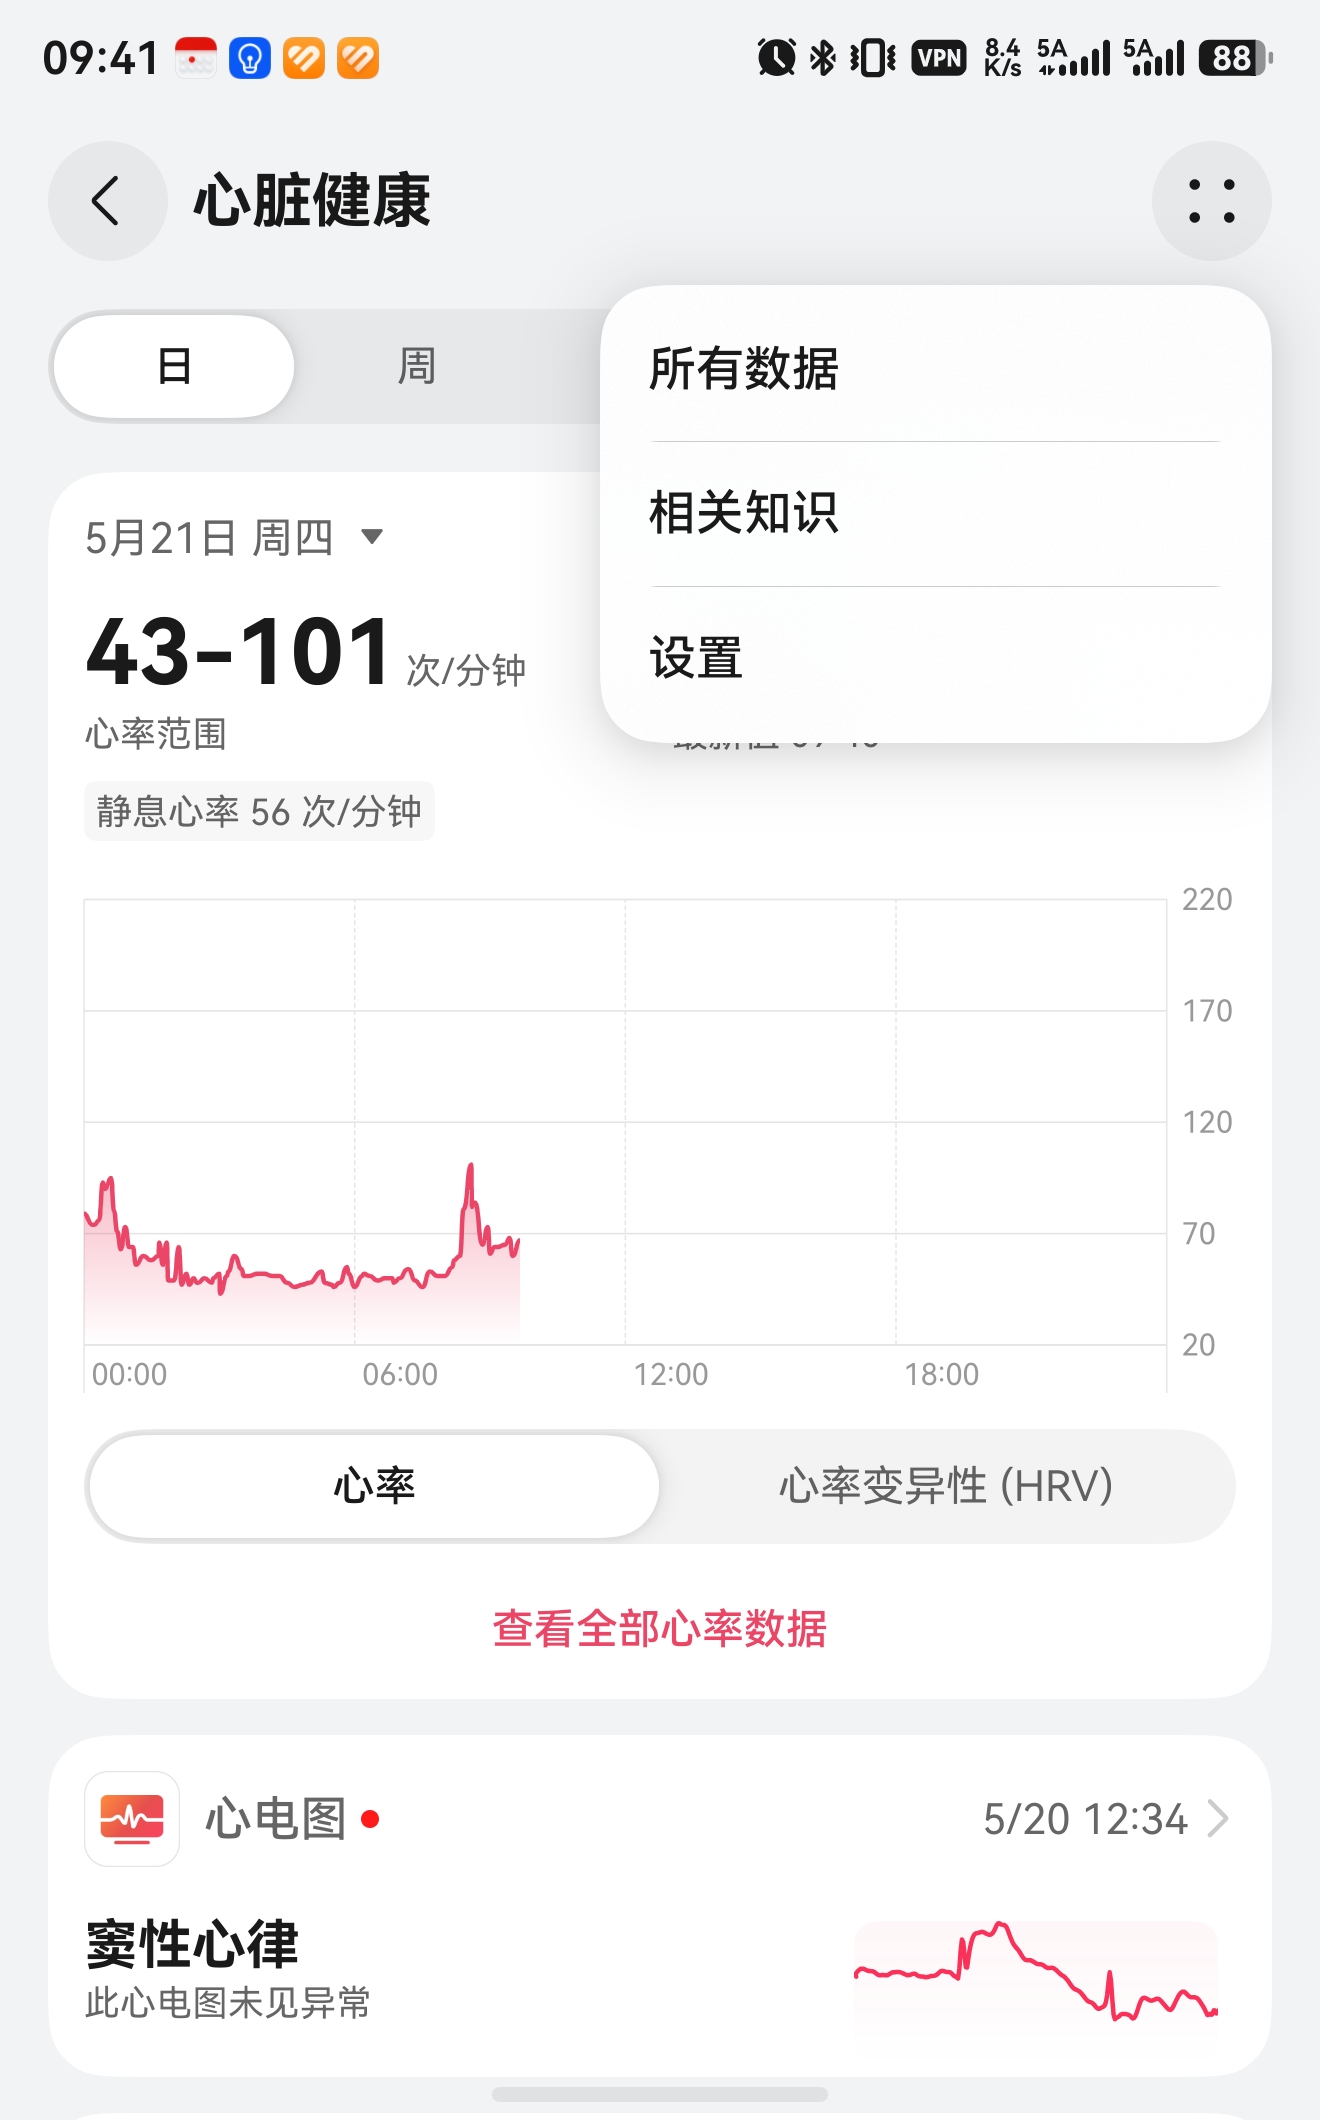 09:41
VPN 8.4 K/s 5A 5A 88
心脏健康
日 周
所有数据
相关知识
设置
5月21日 周四
43-101 次/分钟
心率范围
最新值
静息心率 56 次/分钟
220
170
120
70
20
00:00 06:00 12:00 18:00
心率 心率变异性 (HRV)
查看全部心率数据
心电图 5/20 12:34
窦性心律
此心电图未见异常